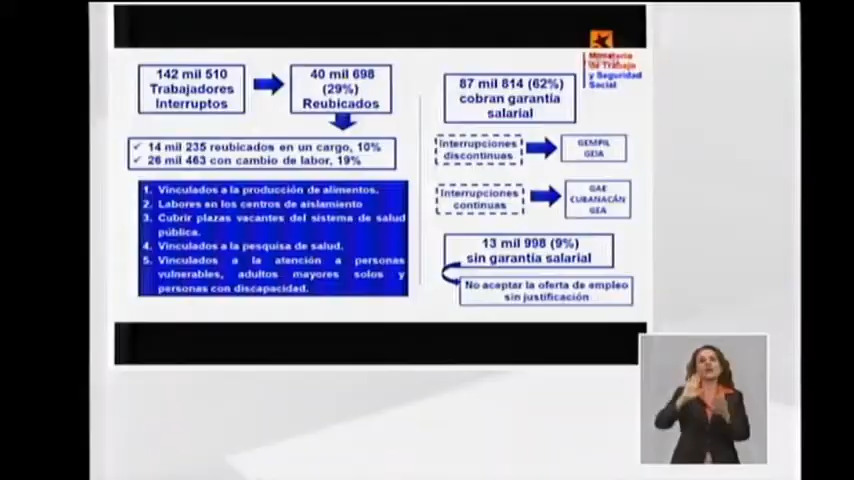 142 mil 510
Trabajadores
Interruptos
40 mil 698
(29%)
Reubicados
✓ 14 mil 235 reubicados en un cargo, 10%
✓ 26 mil 463 con cambio de labor, 19%
1. Vinculados a la producción de alimentos.
2. Labores en los centros de aislamiento
3. Cubrir plazas vacantes del sistema de salud
pública.
4. Vinculados a la pesquisa de salud.
5. Vinculados a la atención a personas
vulnerables, adultos mayores solos y
personas con discapacidad.
Ministerio
de Trabajo
y Seguridad
Social
87 mil 814 (62%)
cobran garantía
salarial
Interrupciones
discontinuas
GEMPIL
GEIA
Interrupciones
continuas
GAE
CUBANACÁN
GEA
13 mil 998 (9%)
sin garantía salarial
No aceptar la oferta de empleo
sin justificación